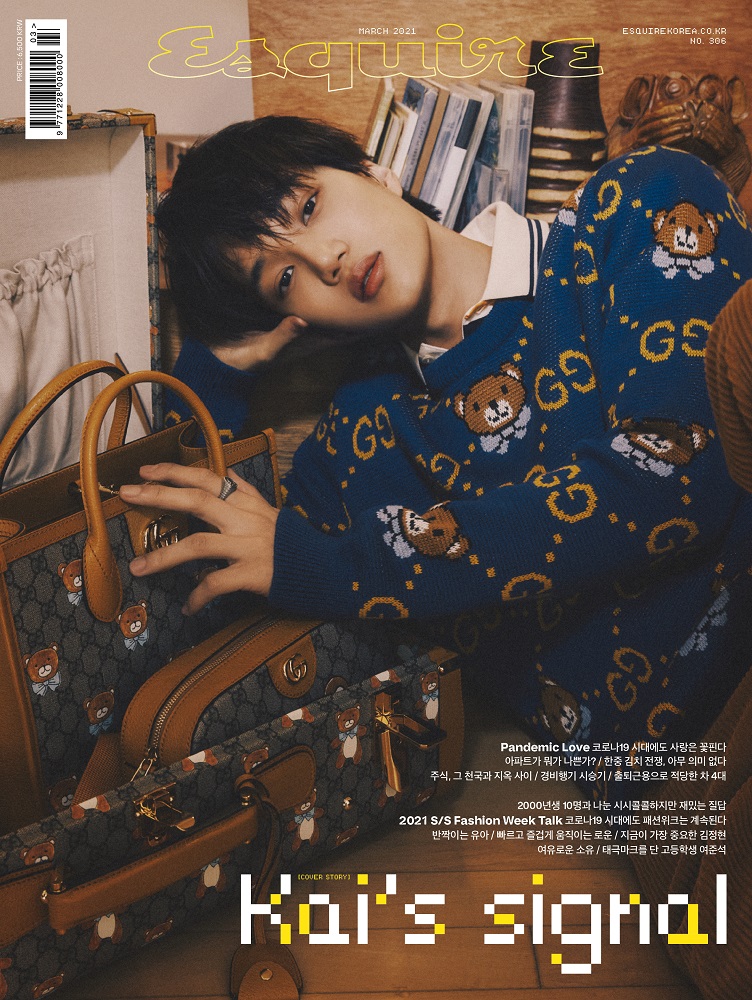 PRICE: 6,500 KRW
03>
9 771228 008000
MARCH 2021
Esquire
ESQUIREKOREA.CO.KR
NO. 306
Pandemic Love 코로나19 시대에도 사랑은 꽃핀다
아파트가 뭐가 나쁜가? / 한중 김치 전쟁, 아무 의미 없다
주식, 그 천국과 지옥 사이 / 경비행기 시승기 / 출퇴근용으로 적당한 차 4대
2000년생 10명과 나눈 시시콜콜하지만 재밌는 질답
2021 S/S Fashion Week Talk 코로나19 시대에도 패션위크는 계속된다
반짝이는 유아 / 빠르고 즐겁게 움직이는 로운 / 지금이 가장 중요한 김정현
여유로운 소유 / 태극마크를 단 고등학생 여준석
[COVER STORY]
Kai's signal